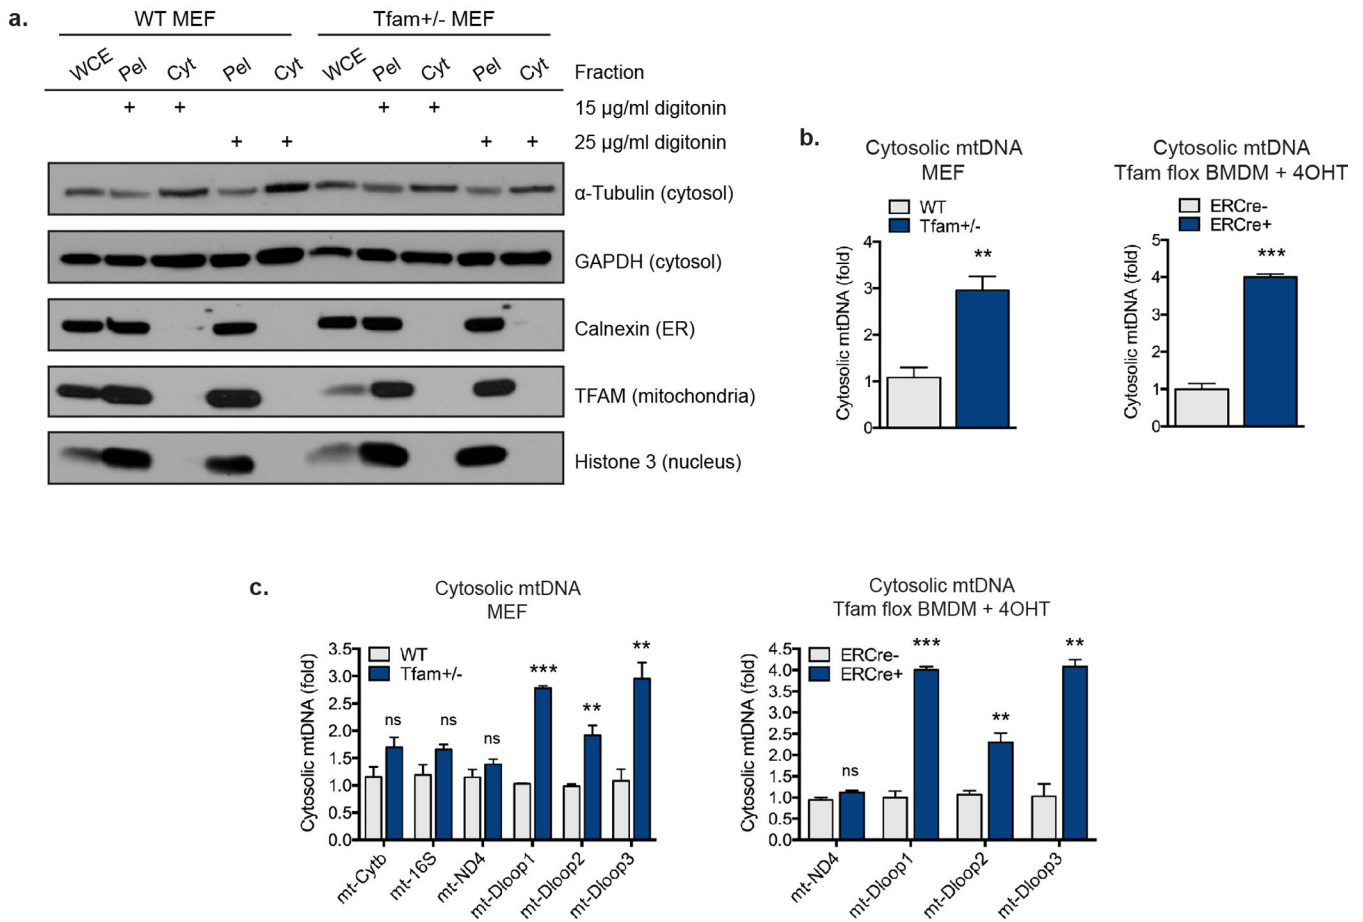 a.
WT MEF Tfam+/- MEF
WCE Pel Cyt Pel Cyt WCE Pel Cyt Pel Cyt Fraction
+ + + + 15 µg/ml digitonin
+ + + + 25 µg/ml digitonin
α-Tubulin (cytosol)
GAPDH (cytosol)
Calnexin (ER)
TFAM (mitochondria)
Histone 3 (nucleus)
b.
Cytosolic mtDNA
MEF
WT
Tfam+/-
Cytosolic mtDNA (fold)
4
3
2
1
0
**
Cytosolic mtDNA
Tfam flox BMDM + 4OHT
ERCre-
ERCre+
Cytosolic mtDNA (fold)
5
4
3
2
1
0
***
c.
Cytosolic mtDNA
MEF
WT
Tfam+/-
Cytosolic mtDNA (fold)
3.5
3.0
2.5
2.0
1.5
1.0
0.5
0.0
ns ns ns *** ** **
mt-Cytb mt-16S mt-ND4 mt-Dloop1 mt-Dloop2 mt-Dloop3
Cytosolic mtDNA
Tfam flox BMDM + 4OHT
ERCre-
ERCre+
Cytosolic mtDNA (fold)
4.5
4.0
3.5
3.0
2.5
2.0
1.5
1.0
0.5
0.0
ns *** ** **
mt-ND4 mt-Dloop1 mt-Dloop2 mt-Dloop3